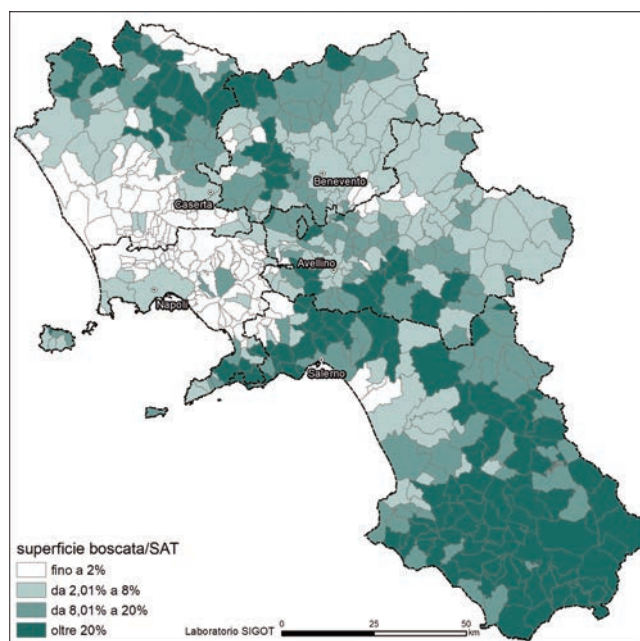 Benevento
Caserta
Avellino
Napoli
Salerno
superficie boscata/SAT
fino a 2%
da 2,01% a 8%
da 8,01% a 20%
oltre 20%
Laboratorio SIGOT
0 25 50
km